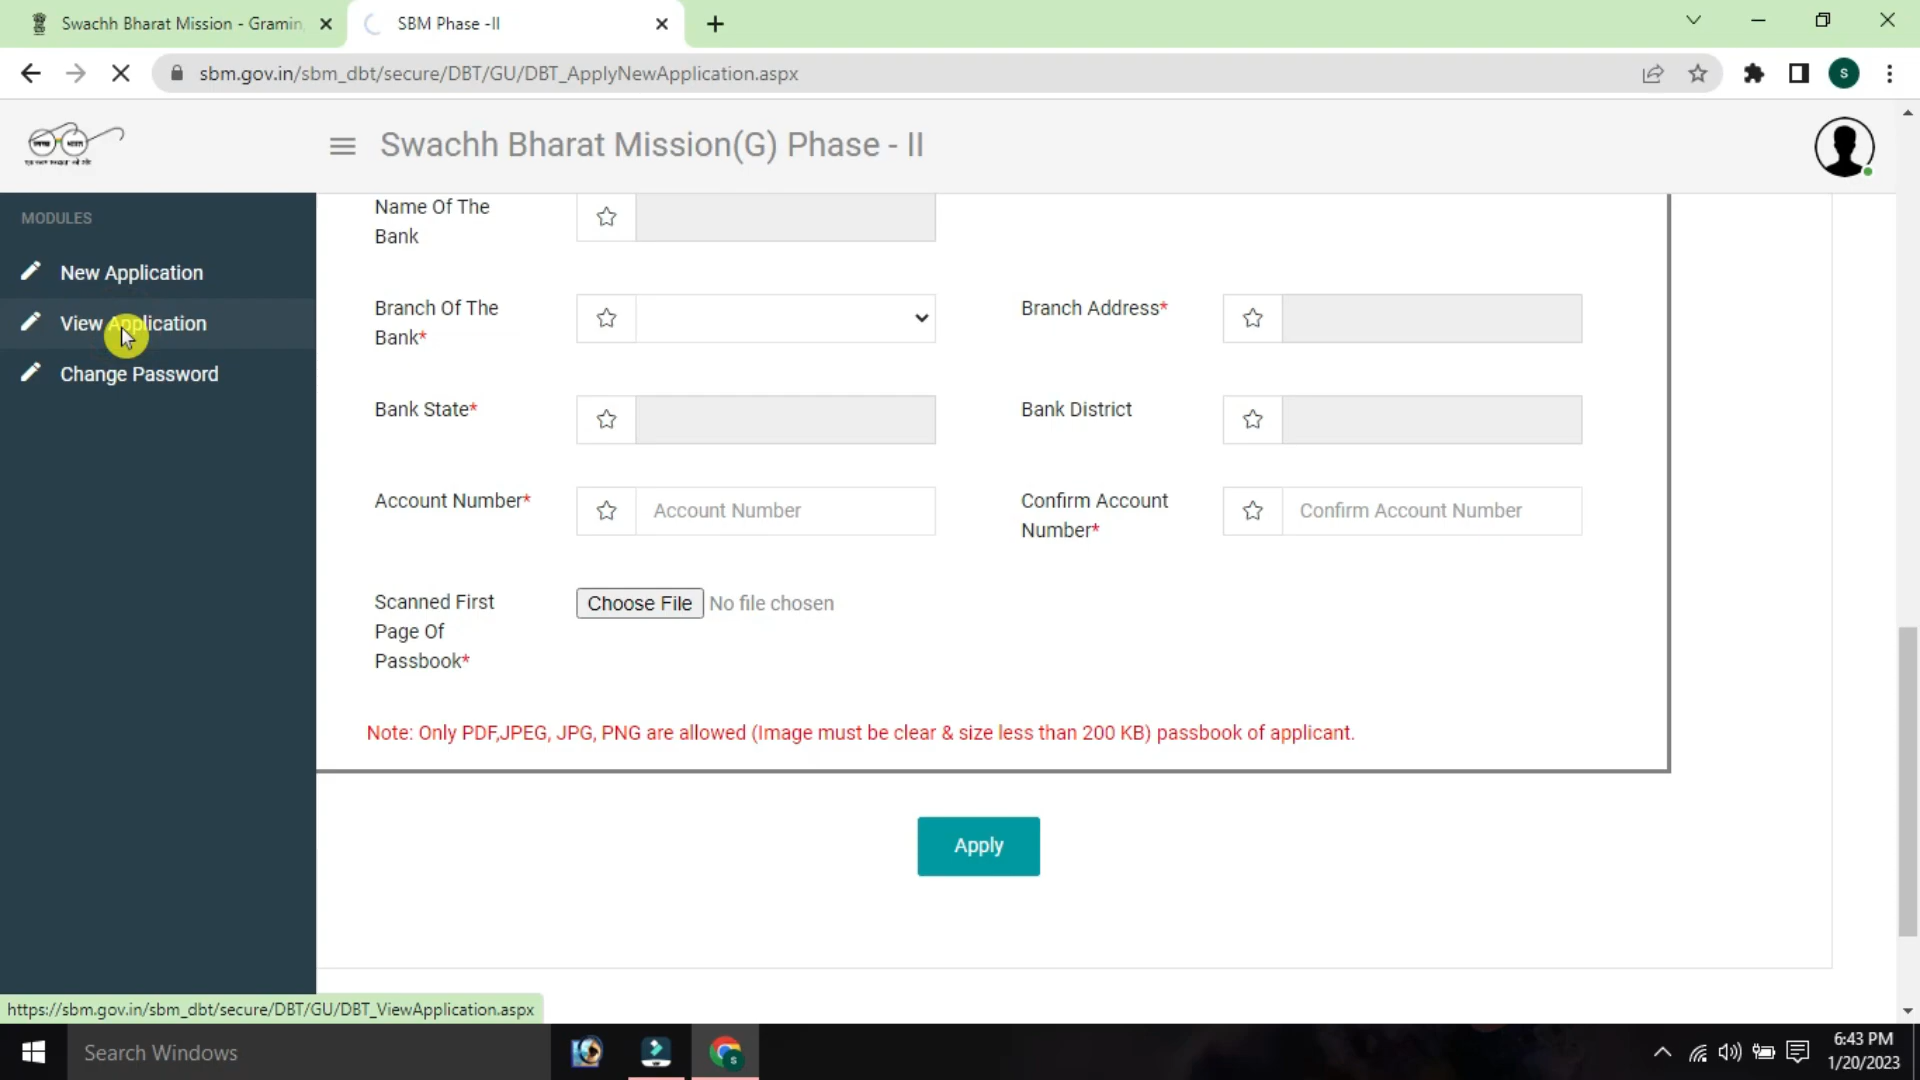 Swachh Bharat Mission - Gramin
SBM Phase -II
sbm.gov.in/sbm_dbt/secure/DBT/GU/DBT_ApplyNewApplication.aspx
S
Swachh Bharat Mission(G) Phase - II
MODULES
New Application
View Application
Change Password
Name Of The
Bank
Branch Of The
Bank*
Branch Address*
Bank State*
Bank District
Account Number*
Account Number
Confirm Account
Number*
Confirm Account Number
Scanned First
Page Of
Passbook*
Choose File No file chosen
Note: Only PDF,JPEG, JPG, PNG are allowed (Image must be clear & size less than 200 KB) passbook of applicant.
Apply
https://sbm.gov.in/sbm_dbt/secure/DBT/GU/DBT_ViewApplication.aspx
Search Windows
6:43 PM
1/20/2023